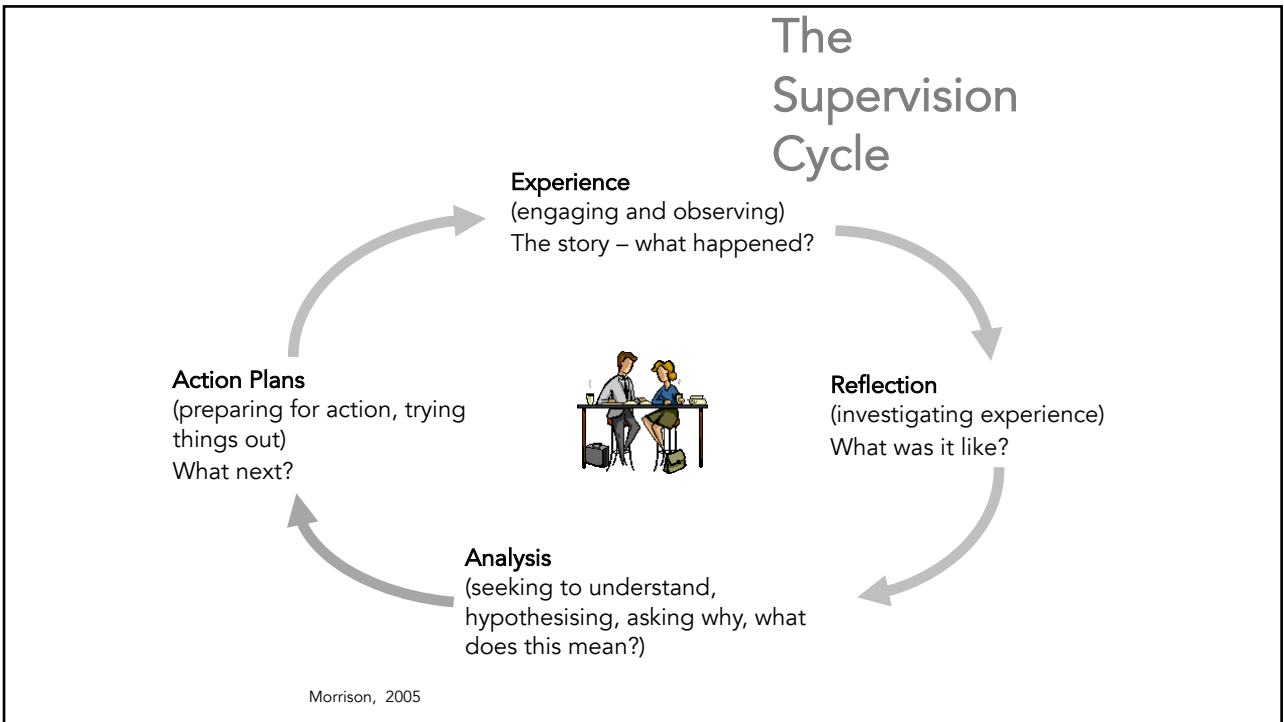 The
Supervision
Cycle
Experience
(engaging and observing)
The story – what happened?
Reflection
(investigating experience)
What was it like?
Analysis
(seeking to understand,
hypothesising, asking why, what
does this mean?)
Action Plans
(preparing for action, trying
things out)
What next?
Morrison, 2005